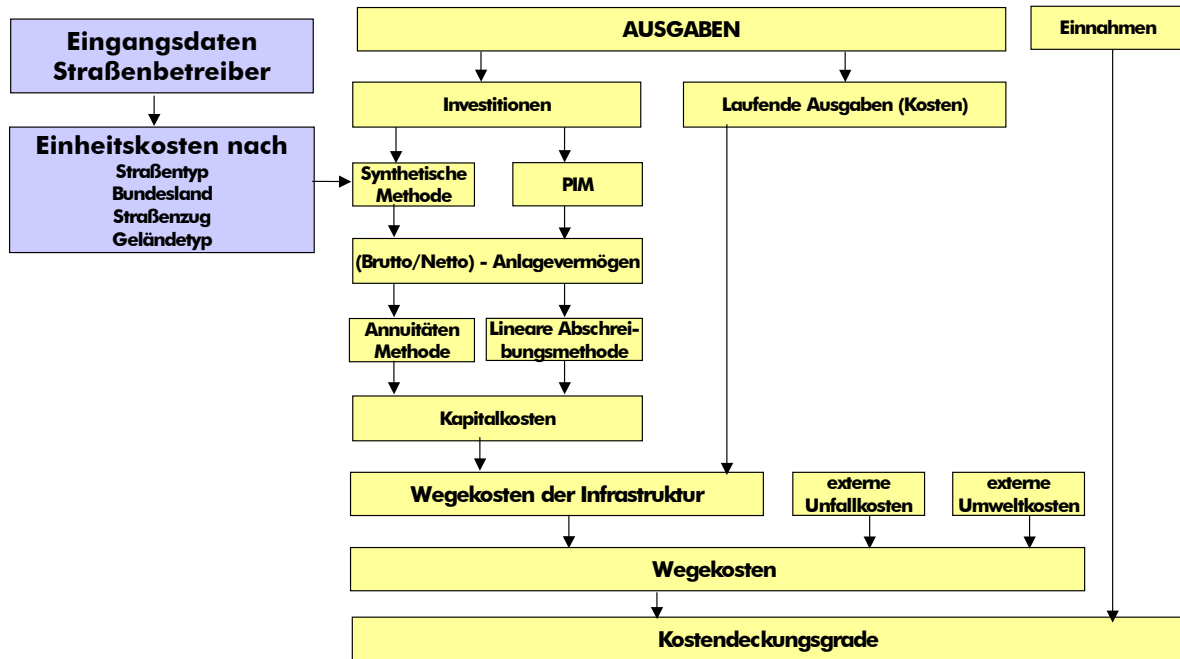 Eingangsdaten
Straßenbetreiber
AUSGABEN
Einnahmen
Investitionen
Laufende Ausgaben (Kosten)
Einheitskosten nach
Straßentyp
Bundesland
Straßenzug
Geländetyp
Synthetische
Methode
PIM
(Brutto/Netto) - Anlagevermögen
Annuitäten
Methode
Lineare Abschrei-
bungsmethode
Kapitalkosten
Wegekosten der Infrastruktur
externe
Unfallkosten
externe
Umweltkosten
Wegekosten
Kostendeckungsgrade